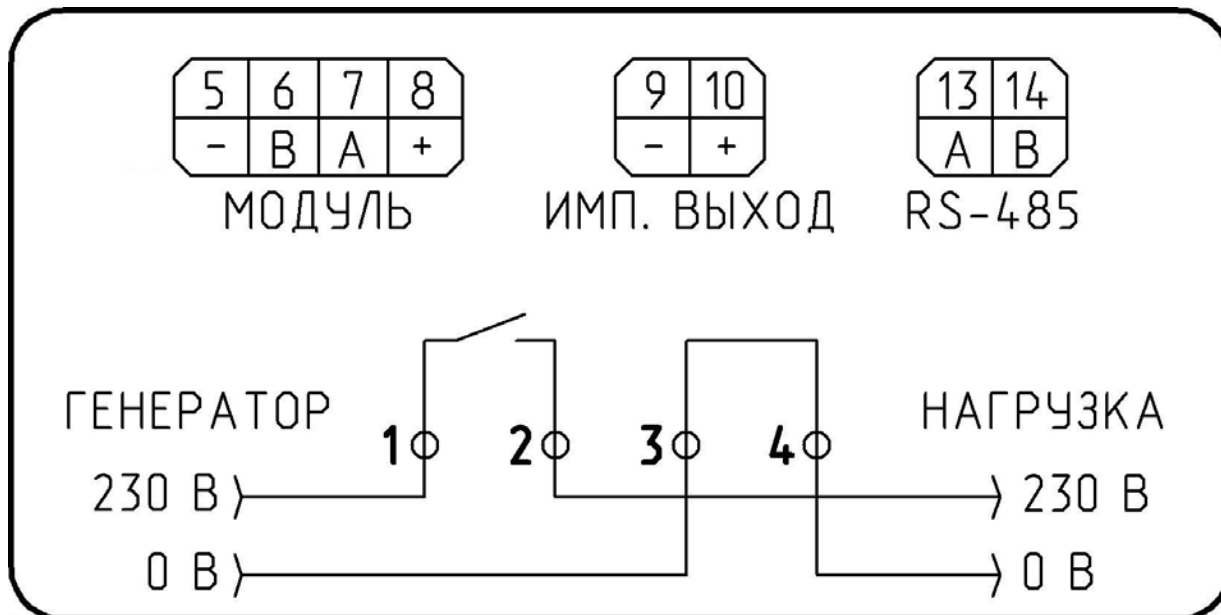 5 6 7 8
- В А +
МОДУЛЬ
9 10
- +
ИМП. ВЫХОД
13 14
А В
RS-485
ГЕНЕРАТОР
НАГРУЗКА
1 2 3 4
230 В
230 В
0 В
0 В